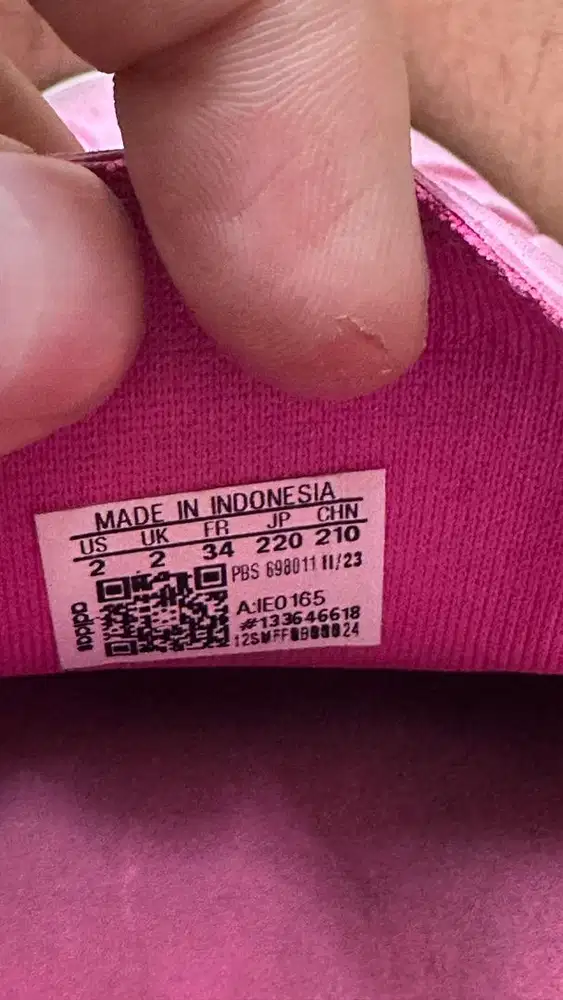 MADE IN INDONESIA
US UK FR JP CHN
2 2 34 220 210
PBS 698011 11/23
adidas
A:IE0165
#133646618